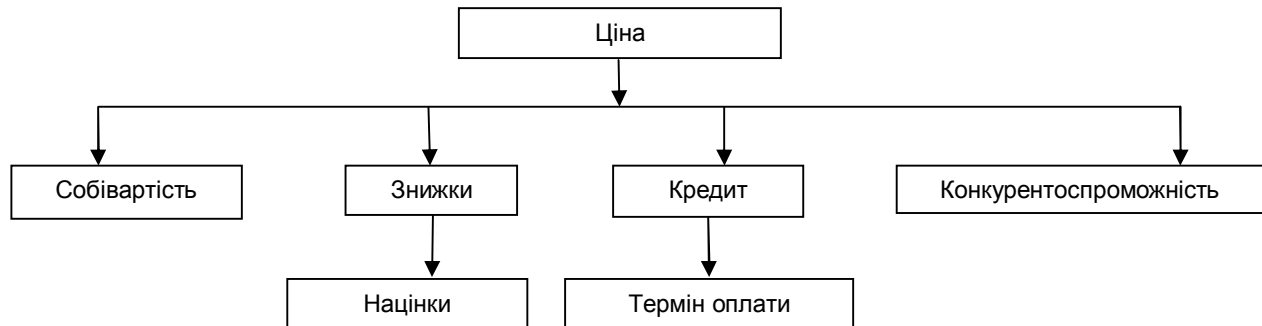 Ціна
Собівартість
Знижки
Кредит
Конкурентоспроможність
Націнки
Термін оплати